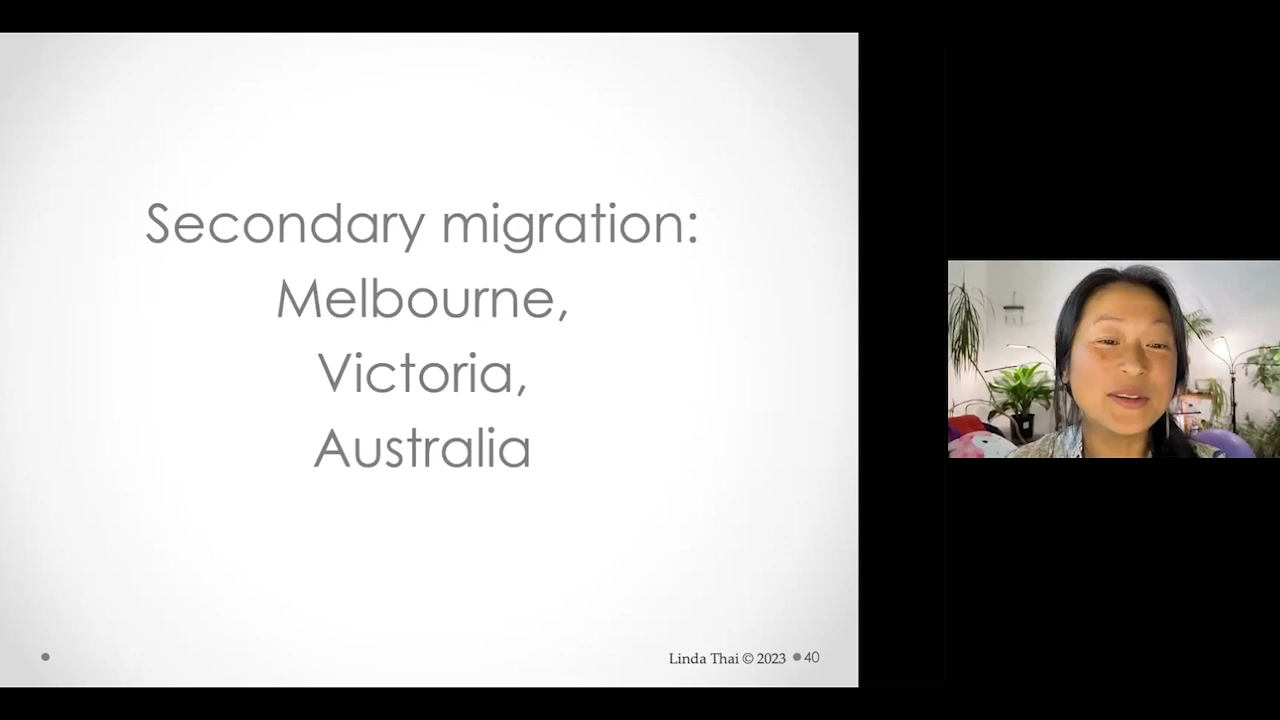 Secondary migration:
Melbourne,
Victoria,
Australia
Linda Thai © 2023 40